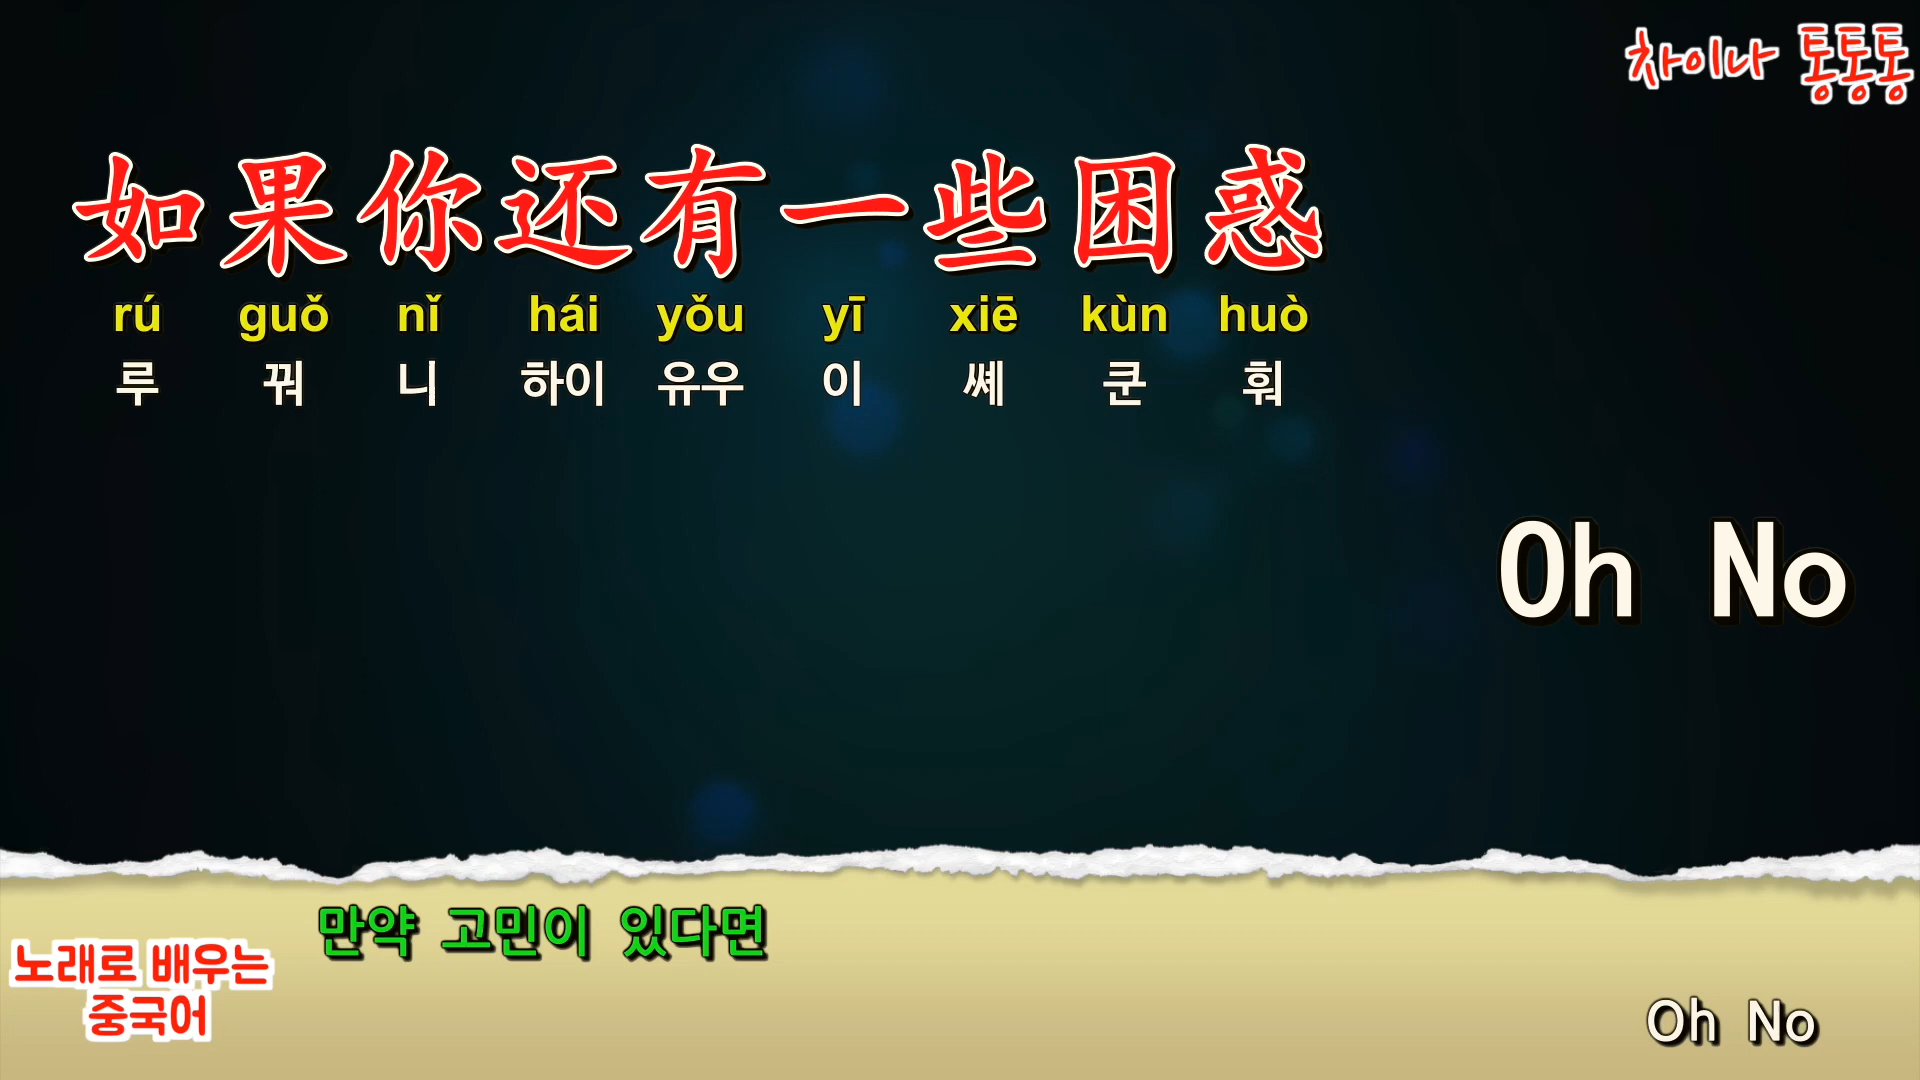 차이나 통통통
如果你还有一些困惑
rú guǒ nǐ hái yǒu yī xiē kùn huò
루 꿔 니 하이 유우 이 쎼 쿤 훠
Oh No
만약 고민이 있다면
노래로 배우는
중국어
Oh No